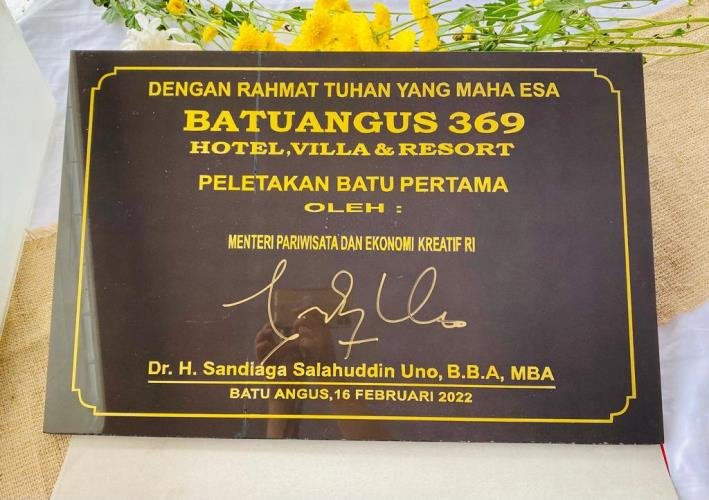 DENGAN RAHMAT TUHAN YANG MAHA ESA
BATUANGUS 369
HOTEL,VILLA & RESORT
PELETAKAN BATU PERTAMA
OLEH :
MENTERI PARIWISATA DAN EKONOMI KREATIF RI
Dr. H. Sandiaga Salahuddin Uno, B.B.A, MBA
BATU ANGUS,16 FEBRUARI 2022